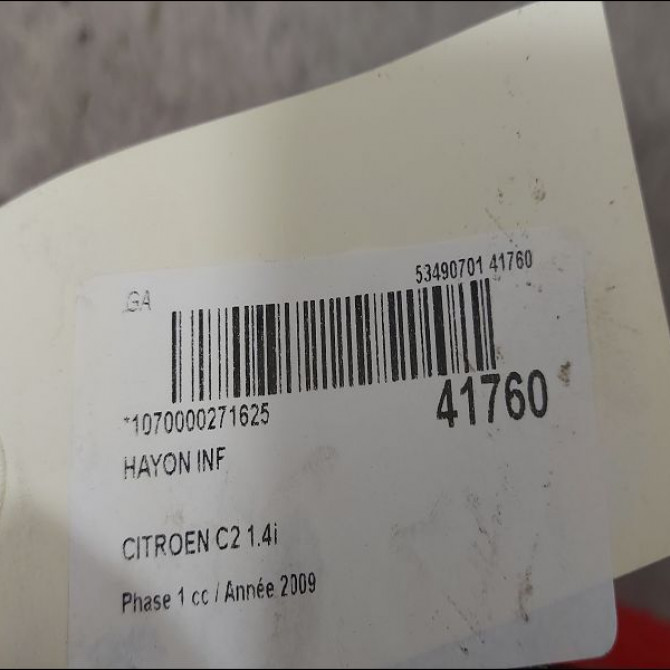 53490701 41760
GA
*1070000271625
41760
HAYON INF
CITROEN C2 1.4i
Phase 1 cc / Année 2009